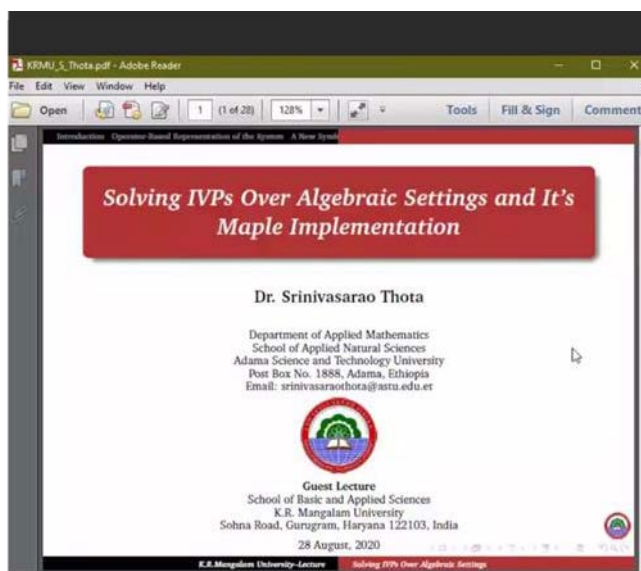 KRMU_S_Thota.pdf - Adobe Reader
File Edit View Window Help
Open 1 (1 of 28) 128% Tools Fill & Sign Comment
Introduction Operator-Based Representation of the System A New Symb
Solving IVPs Over Algebraic Settings and It's
Maple Implementation
Dr. Srinivasarao Thota
Department of Applied Mathematics
School of Applied Natural Sciences
Adama Science and Technology University
Post Box No. 1888, Adama, Ethiopia
Email: srinivasaraothota@astu.edu.et
Guest Lecture
School of Basic and Applied Sciences
K.R. Mangalam University
Sohna Road, Gurugram, Haryana 122103, India
28 August, 2020
K.R.Mangalam University-Lecture Solving IVPs Over Algebraic Settings